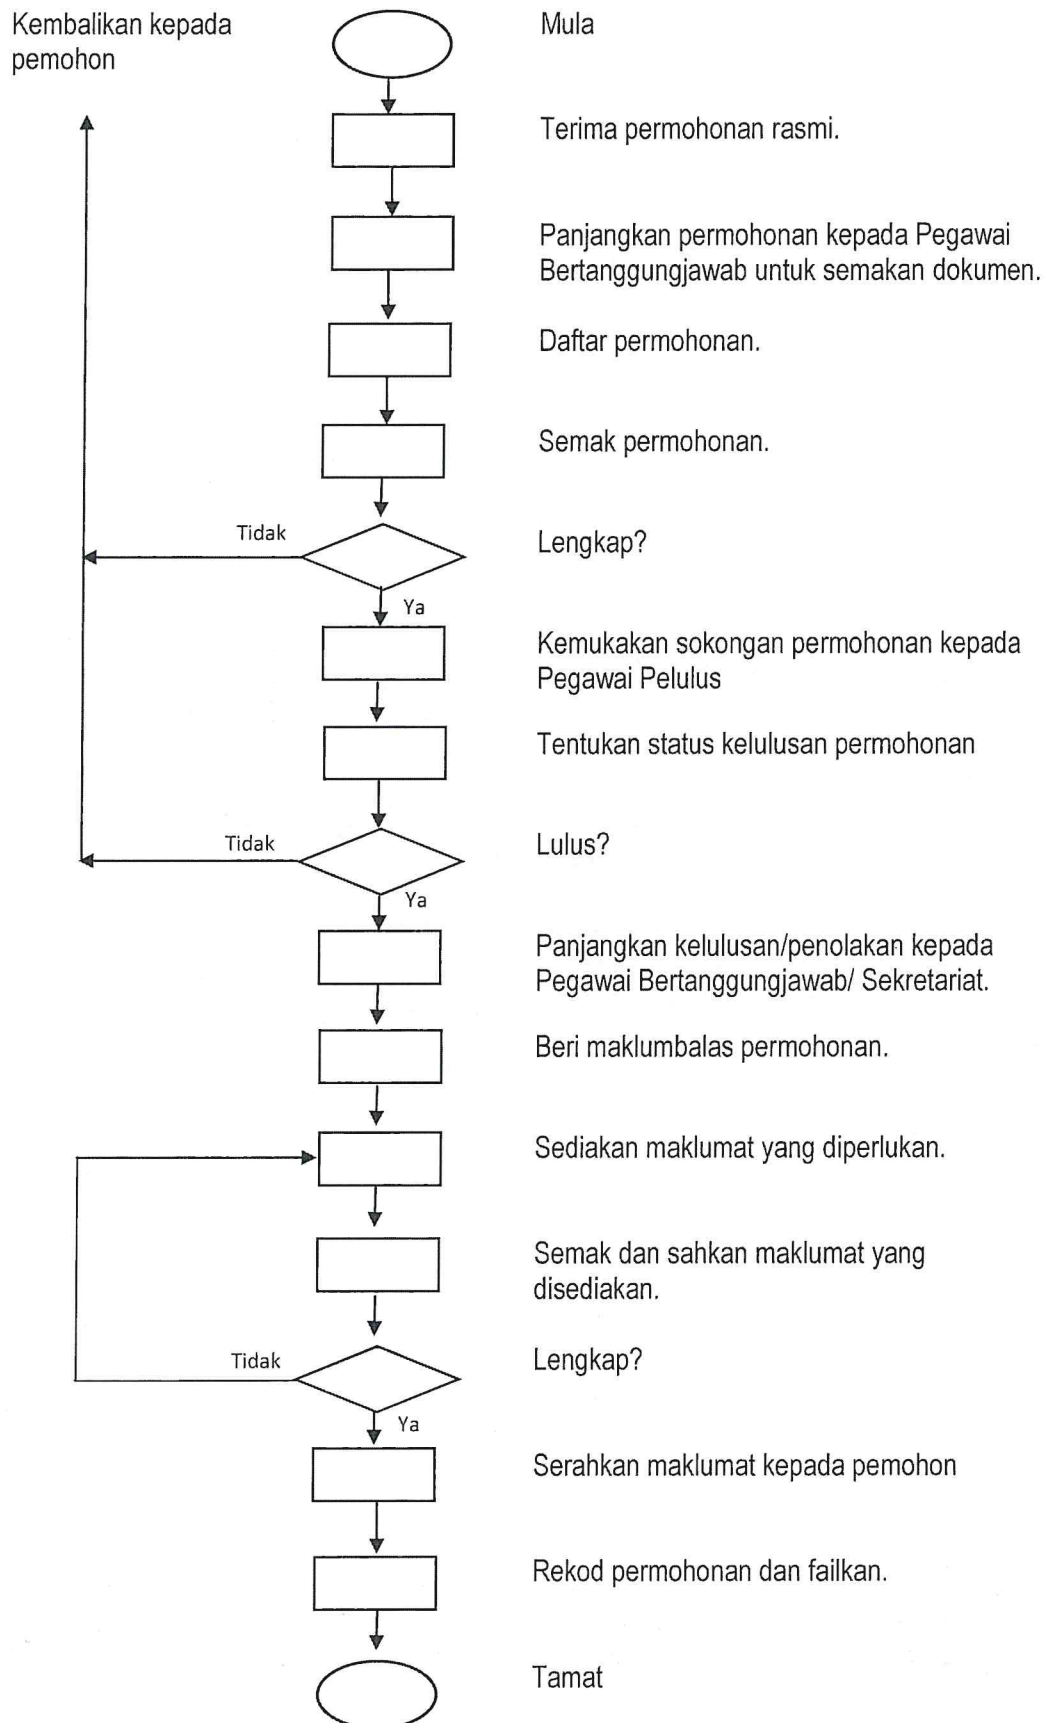 Kembalikan kepada
pemohon
Mula
Terima permohonan rasmi.
Panjangkan permohonan kepada Pegawai
Bertanggungjawab untuk semakan dokumen.
Daftar permohonan.
Semak permohonan.
Tidak
Lengkap?
Ya
Kemukakan sokongan permohonan kepada
Pegawai Pelulus
Tentukan status kelulusan permohonan
Tidak
Lulus?
Ya
Panjangkan kelulusan/penolakan kepada
Pegawai Bertanggungjawab/ Sekretariat.
Beri maklumbalas permohonan.
Sediakan maklumat yang diperlukan.
Semak dan sahkan maklumat yang
disediakan.
Tidak
Lengkap?
Ya
Serahkan maklumat kepada pemohon
Rekod permohonan dan failkan.
Tamat